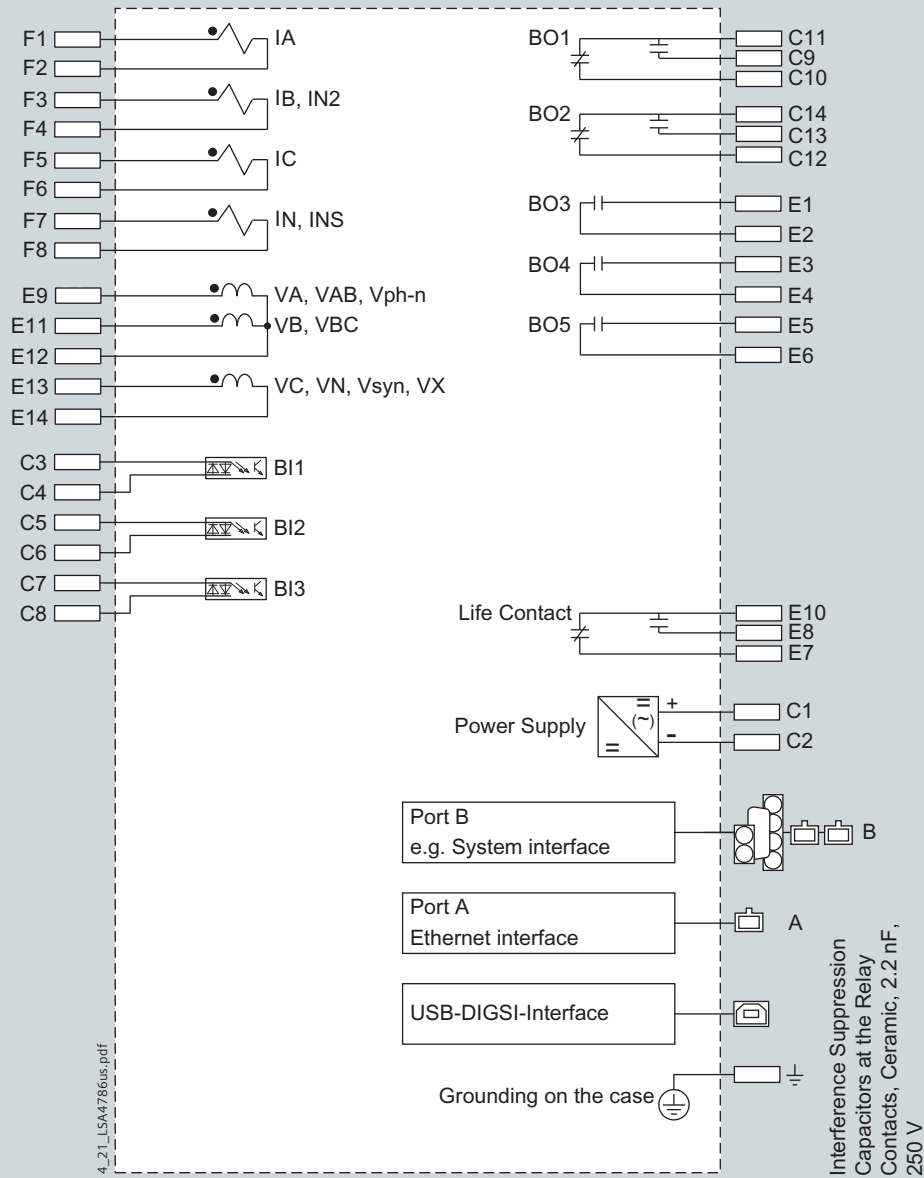 F1
IA
F2
F3
IB, IN2
F4
F5
IC
F6
F7
IN, INS
F8
E9
VA, VAB, Vph-n
E11
VB, VBC
E12
E13
VC, VN, Vsyn, VX
E14
C3
BI1
C4
C5
BI2
C6
C7
BI3
C8
BO1
C11
C9
C10
BO2
C14
C13
C12
BO3
E1
E2
BO4
E3
E4
BO5
E5
E6
Life Contact
E10
E8
E7
Power Supply
=
(~)
=
+
-
C1
C2
Port B
e.g. System interface
B
Port A
Ethernet interface
A
USB-DIGSI-Interface
Grounding on the case
Interference Suppression
Capacitors at the Relay
Contacts, Ceramic, 2.2 nF,
250 V
4_21_LSA4786us.pdf